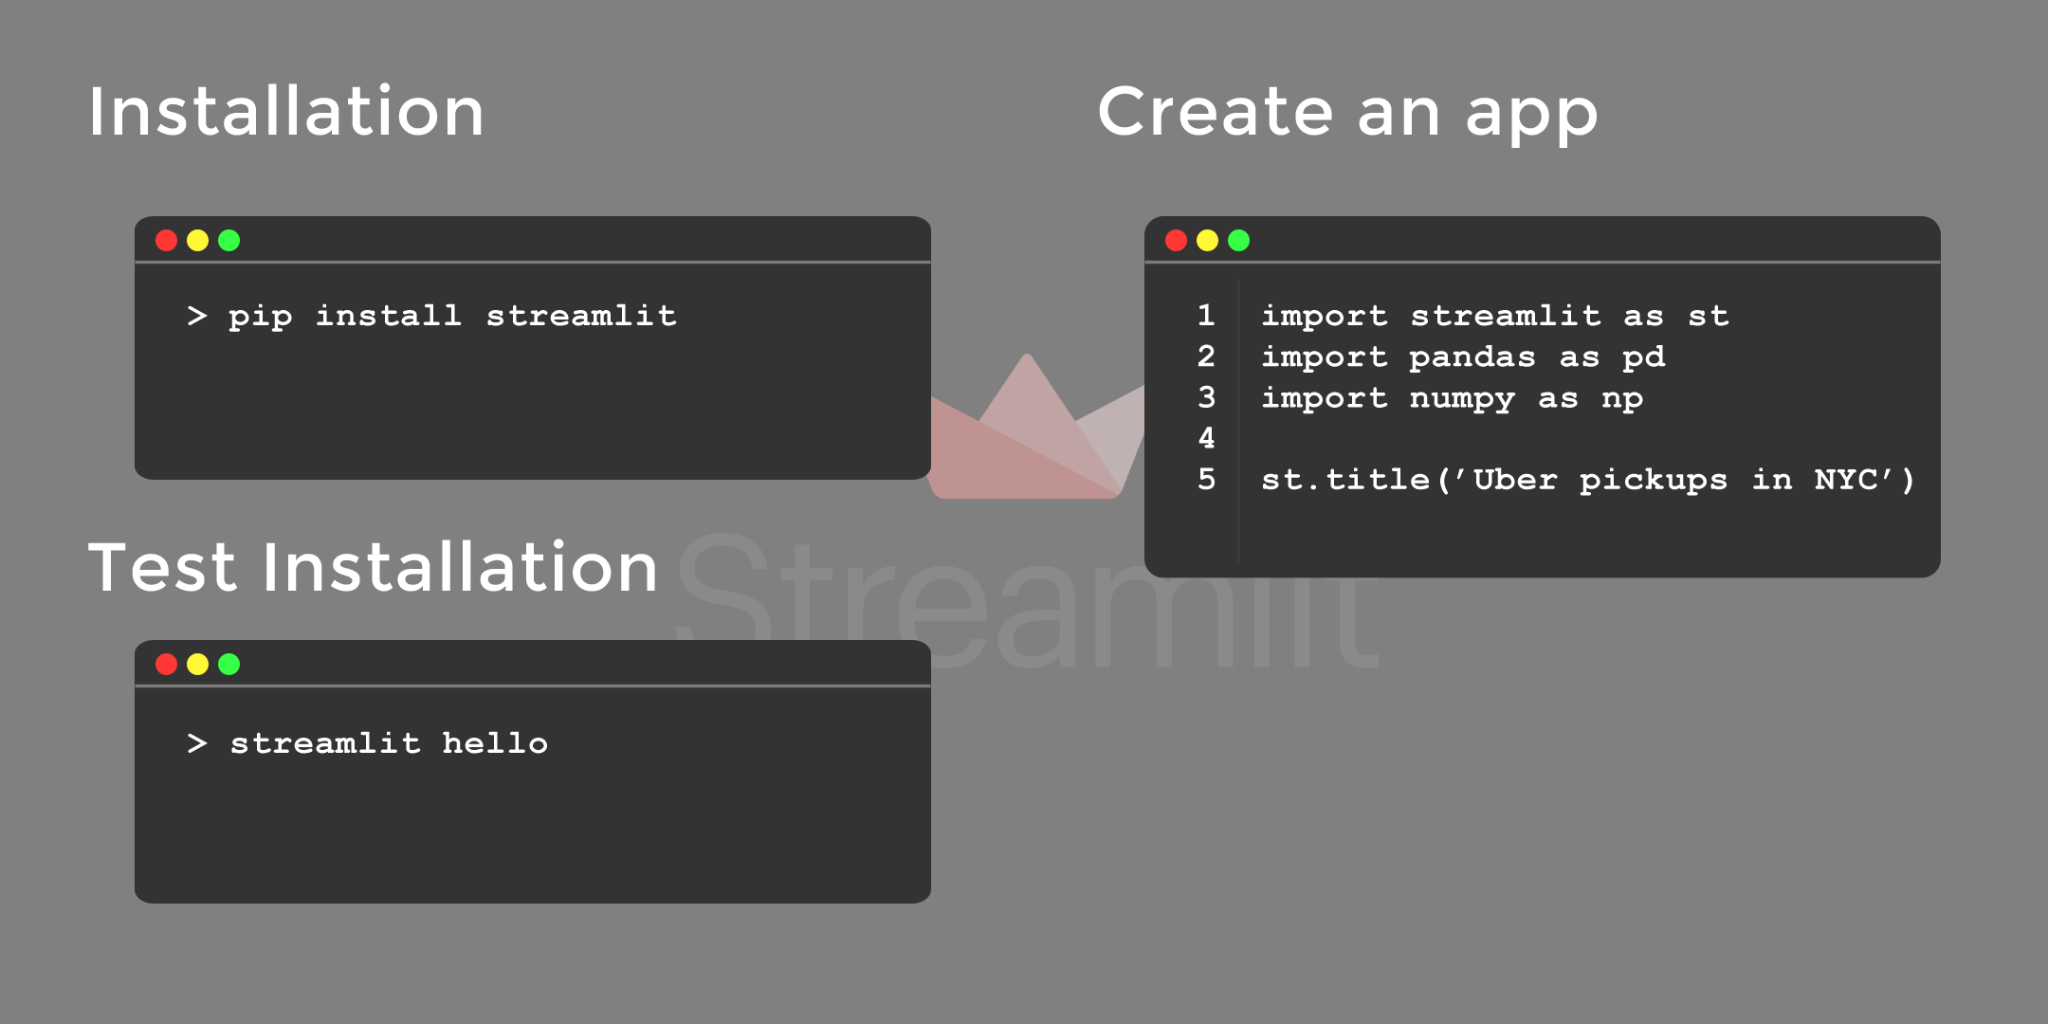 Installation
> pip install streamlit
Test Installation
> streamlit hello
Create an app
1 import streamlit as st
2 import pandas as pd
3 import numpy as np
4
5 st.title('Uber pickups in NYC')
Streamlit